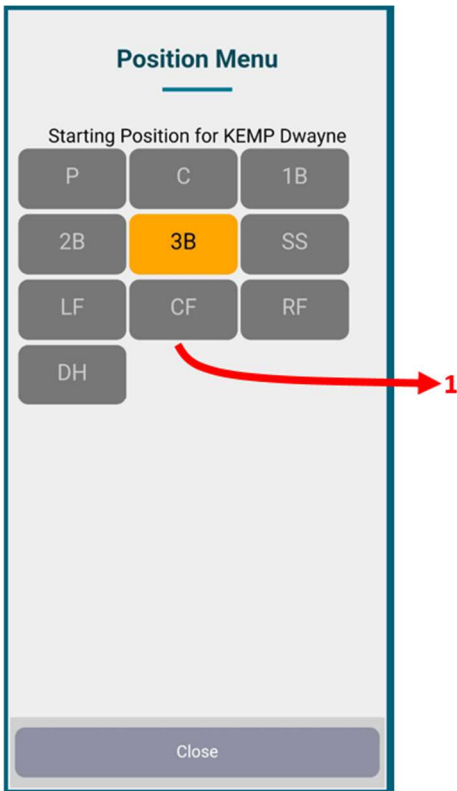 Position Menu
Starting Position for KEMP Dwayne
P C 1B
2B 3B SS
LF CF RF
DH
1
Close